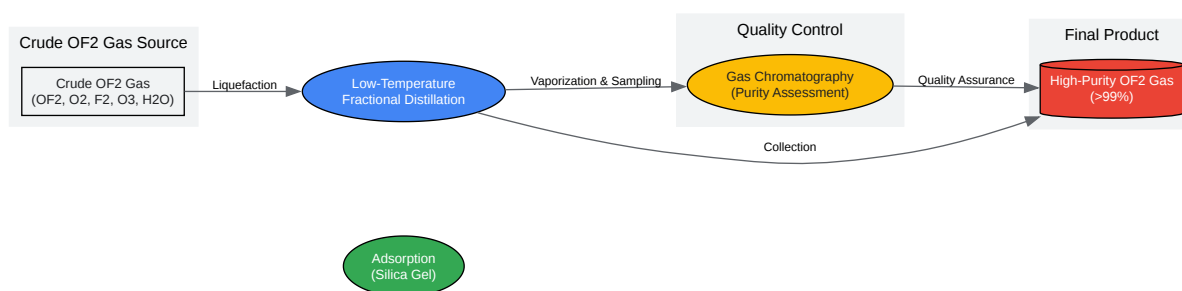 Crude OF2 Gas Source
Crude OF2 Gas
(OF2, O2, F2, O3, H2O)
Liquefaction
Low-Temperature
Fractional Distillation
Vaporization & Sampling
Quality Control
Gas Chromatography
(Purity Assessment)
Quality Assurance
Final Product
High-Purity OF2 Gas
(>99%)
Collection
Adsorption
(Silica Gel)